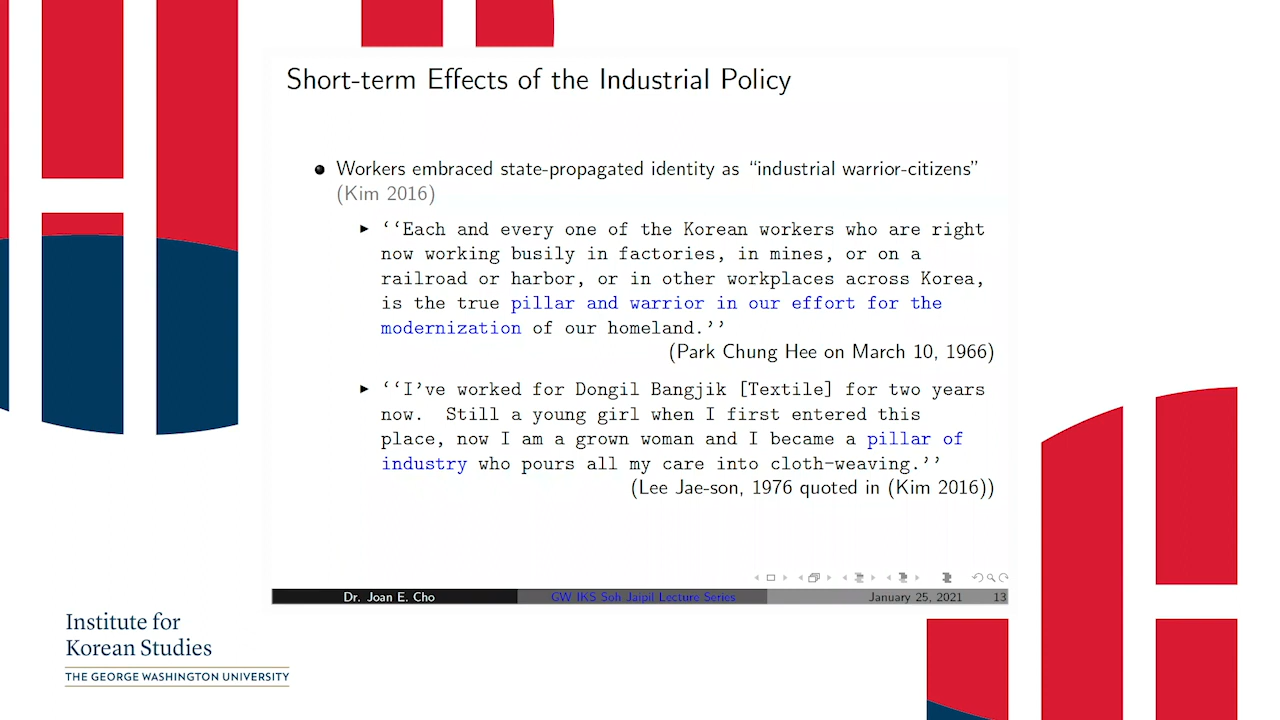 Short-term Effects of the Industrial Policy
Workers embraced state-propagated identity as “industrial warrior-citizens”
(Kim 2016)
‘‘Each and every one of the Korean workers who are right
now working busily in factories, in mines, or on a
railroad or harbor, or in other workplaces across Korea,
is the true pillar and warrior in our effort for the
modernization of our homeland.’’
(Park Chung Hee on March 10, 1966)
‘‘I’ve worked for Dongil Bangjik [Textile] for two years
now. Still a young girl when I first entered this
place, now I am a grown woman and I became a pillar of
industry who pours all my care into cloth-weaving.’’
(Lee Jae-son, 1976 quoted in (Kim 2016))
Dr. Joan E. Cho GW IKS Soh Jaipil Lecture Series January 25, 2021 13
Institute for
Korean Studies
THE GEORGE WASHINGTON UNIVERSITY